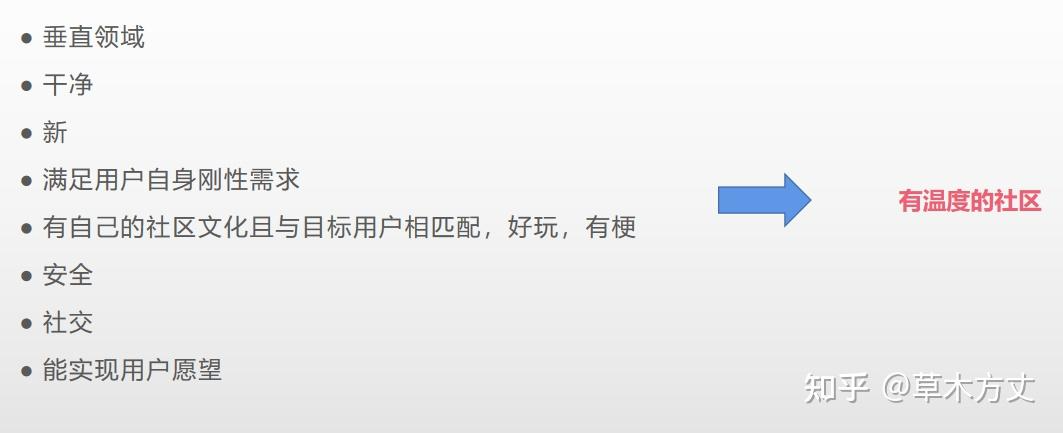 ● 垂直领域
● 干净
● 新
● 满足用户自身刚性需求
● 有自己的社区文化且与目标用户相匹配，好玩，有梗
● 安全
● 社交
● 能实现用户愿望
有温度的社区
知乎 @草木方丈